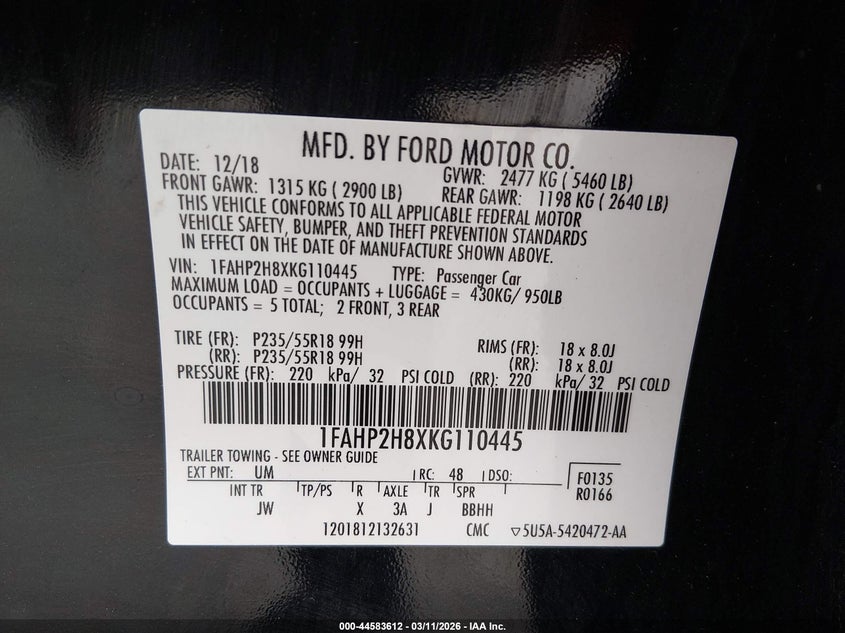 MFD. BY FORD MOTOR CO.
DATE: 12/18 GVWR: 2477 KG ( 5460 LB)
FRONT GAWR: 1315 KG ( 2900 LB) REAR GAWR: 1198 KG ( 2640 LB)
THIS VEHICLE CONFORMS TO ALL APPLICABLE FEDERAL MOTOR
VEHICLE SAFETY, BUMPER, AND THEFT PREVENTION STANDARDS
IN EFFECT ON THE DATE OF MANUFACTURE SHOWN ABOVE.
VIN: 1FAHP2H8XKG110445 TYPE: Passenger Car
MAXIMUM LOAD = OCCUPANTS + LUGGAGE = 430KG/ 950LB
OCCUPANTS = 5 TOTAL; 2 FRONT, 3 REAR
TIRE (FR): P235/55R18 99H RIMS (FR): 18 x 8.0J
(RR): P235/55R18 99H (RR): 18 x 8.0J
PRESSURE (FR): 220 kPa/ 32 PSI COLD (RR): 220 kPa/ 32 PSI COLD
1FAHP2H8XKG110445
TRAILER TOWING - SEE OWNER GUIDE
EXT PNT: UM RC: 48 DSO: F0135
INT TR TP/PS R AXLE TR SPR R0166
JW X 3A J BBHH
1201812132631 CMC ▽5U5A-5420472-AA
000-44583612 - 03/11/2026 - IAA Inc.